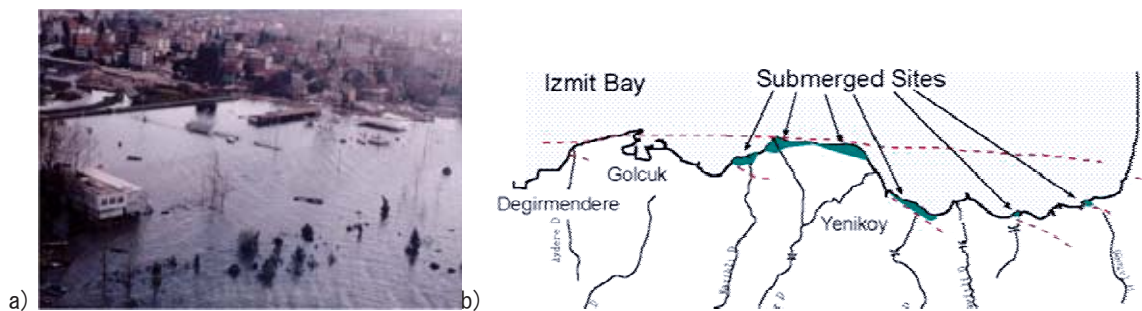 a)
b)
Izmit Bay
Submerged Sites
Golcuk
Degirmendere
Yenikoy